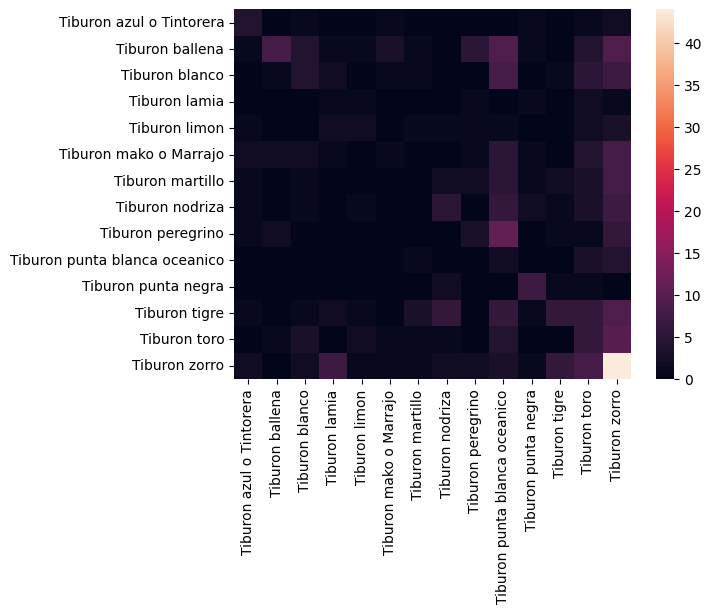 Tiburon azul o Tintorera
Tiburon ballena
Tiburon blanco
Tiburon lamia
Tiburon limon
Tiburon mako o Marrajo
Tiburon martillo
Tiburon nodriza
Tiburon peregrino
Tiburon punta blanca oceanico
Tiburon punta negra
Tiburon tigre
Tiburon toro
Tiburon zorro
Tiburon azul o Tintorera
Tiburon ballena
Tiburon blanco
Tiburon lamia
Tiburon limon
Tiburon mako o Marrajo
Tiburon martillo
Tiburon nodriza
Tiburon peregrino
Tiburon punta blanca oceanico
Tiburon punta negra
Tiburon tigre
Tiburon toro
Tiburon zorro
40
35
30
25
20
15
10
5
0